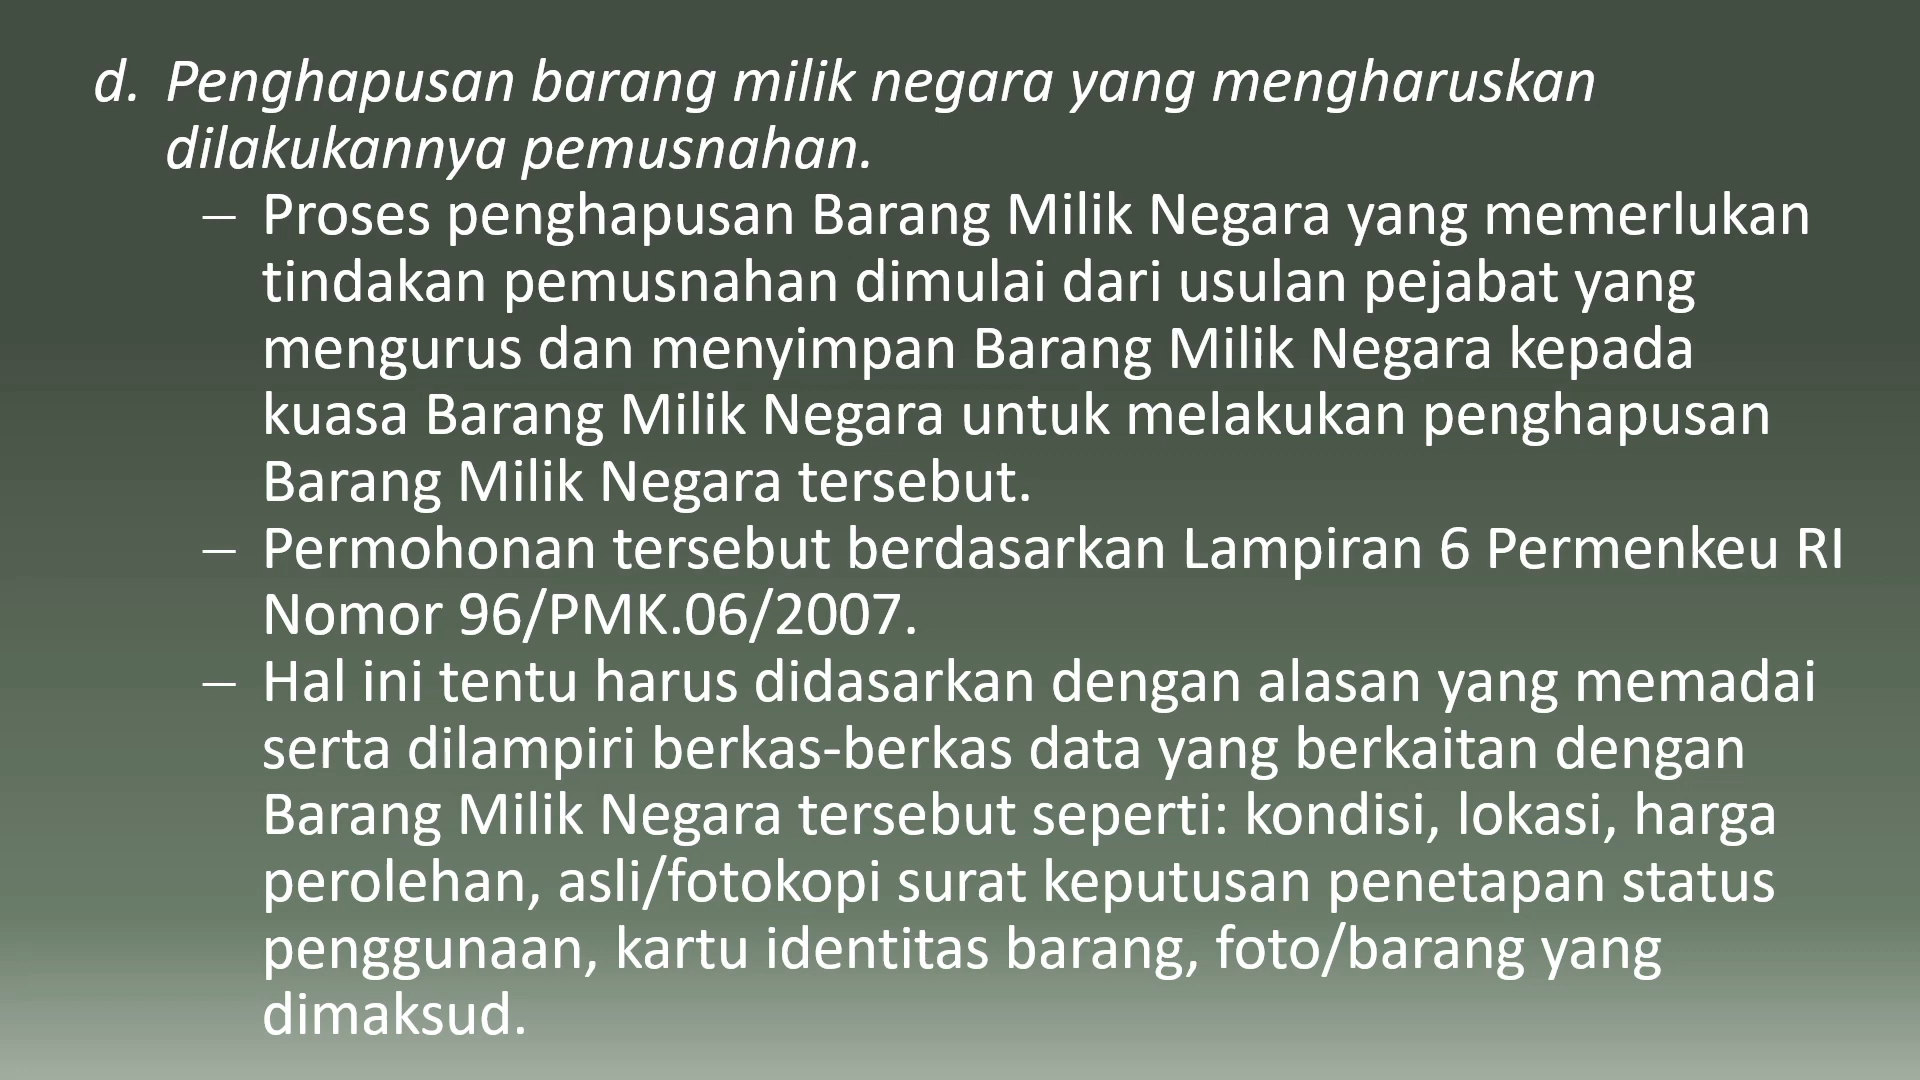 d. Penghapusan barang milik negara yang mengharuskan
dilakukannya pemusnahan.
– Proses penghapusan Barang Milik Negara yang memerlukan
tindakan pemusnahan dimulai dari usulan pejabat yang
mengurus dan menyimpan Barang Milik Negara kepada
kuasa Barang Milik Negara untuk melakukan penghapusan
Barang Milik Negara tersebut.
– Permohonan tersebut berdasarkan Lampiran 6 Permenkeu RI
Nomor 96/PMK.06/2007.
– Hal ini tentu harus didasarkan dengan alasan yang memadai
serta dilampiri berkas-berkas data yang berkaitan dengan
Barang Milik Negara tersebut seperti: kondisi, lokasi, harga
perolehan, asli/fotokopi surat keputusan penetapan status
penggunaan, kartu identitas barang, foto/barang yang
dimaksud.